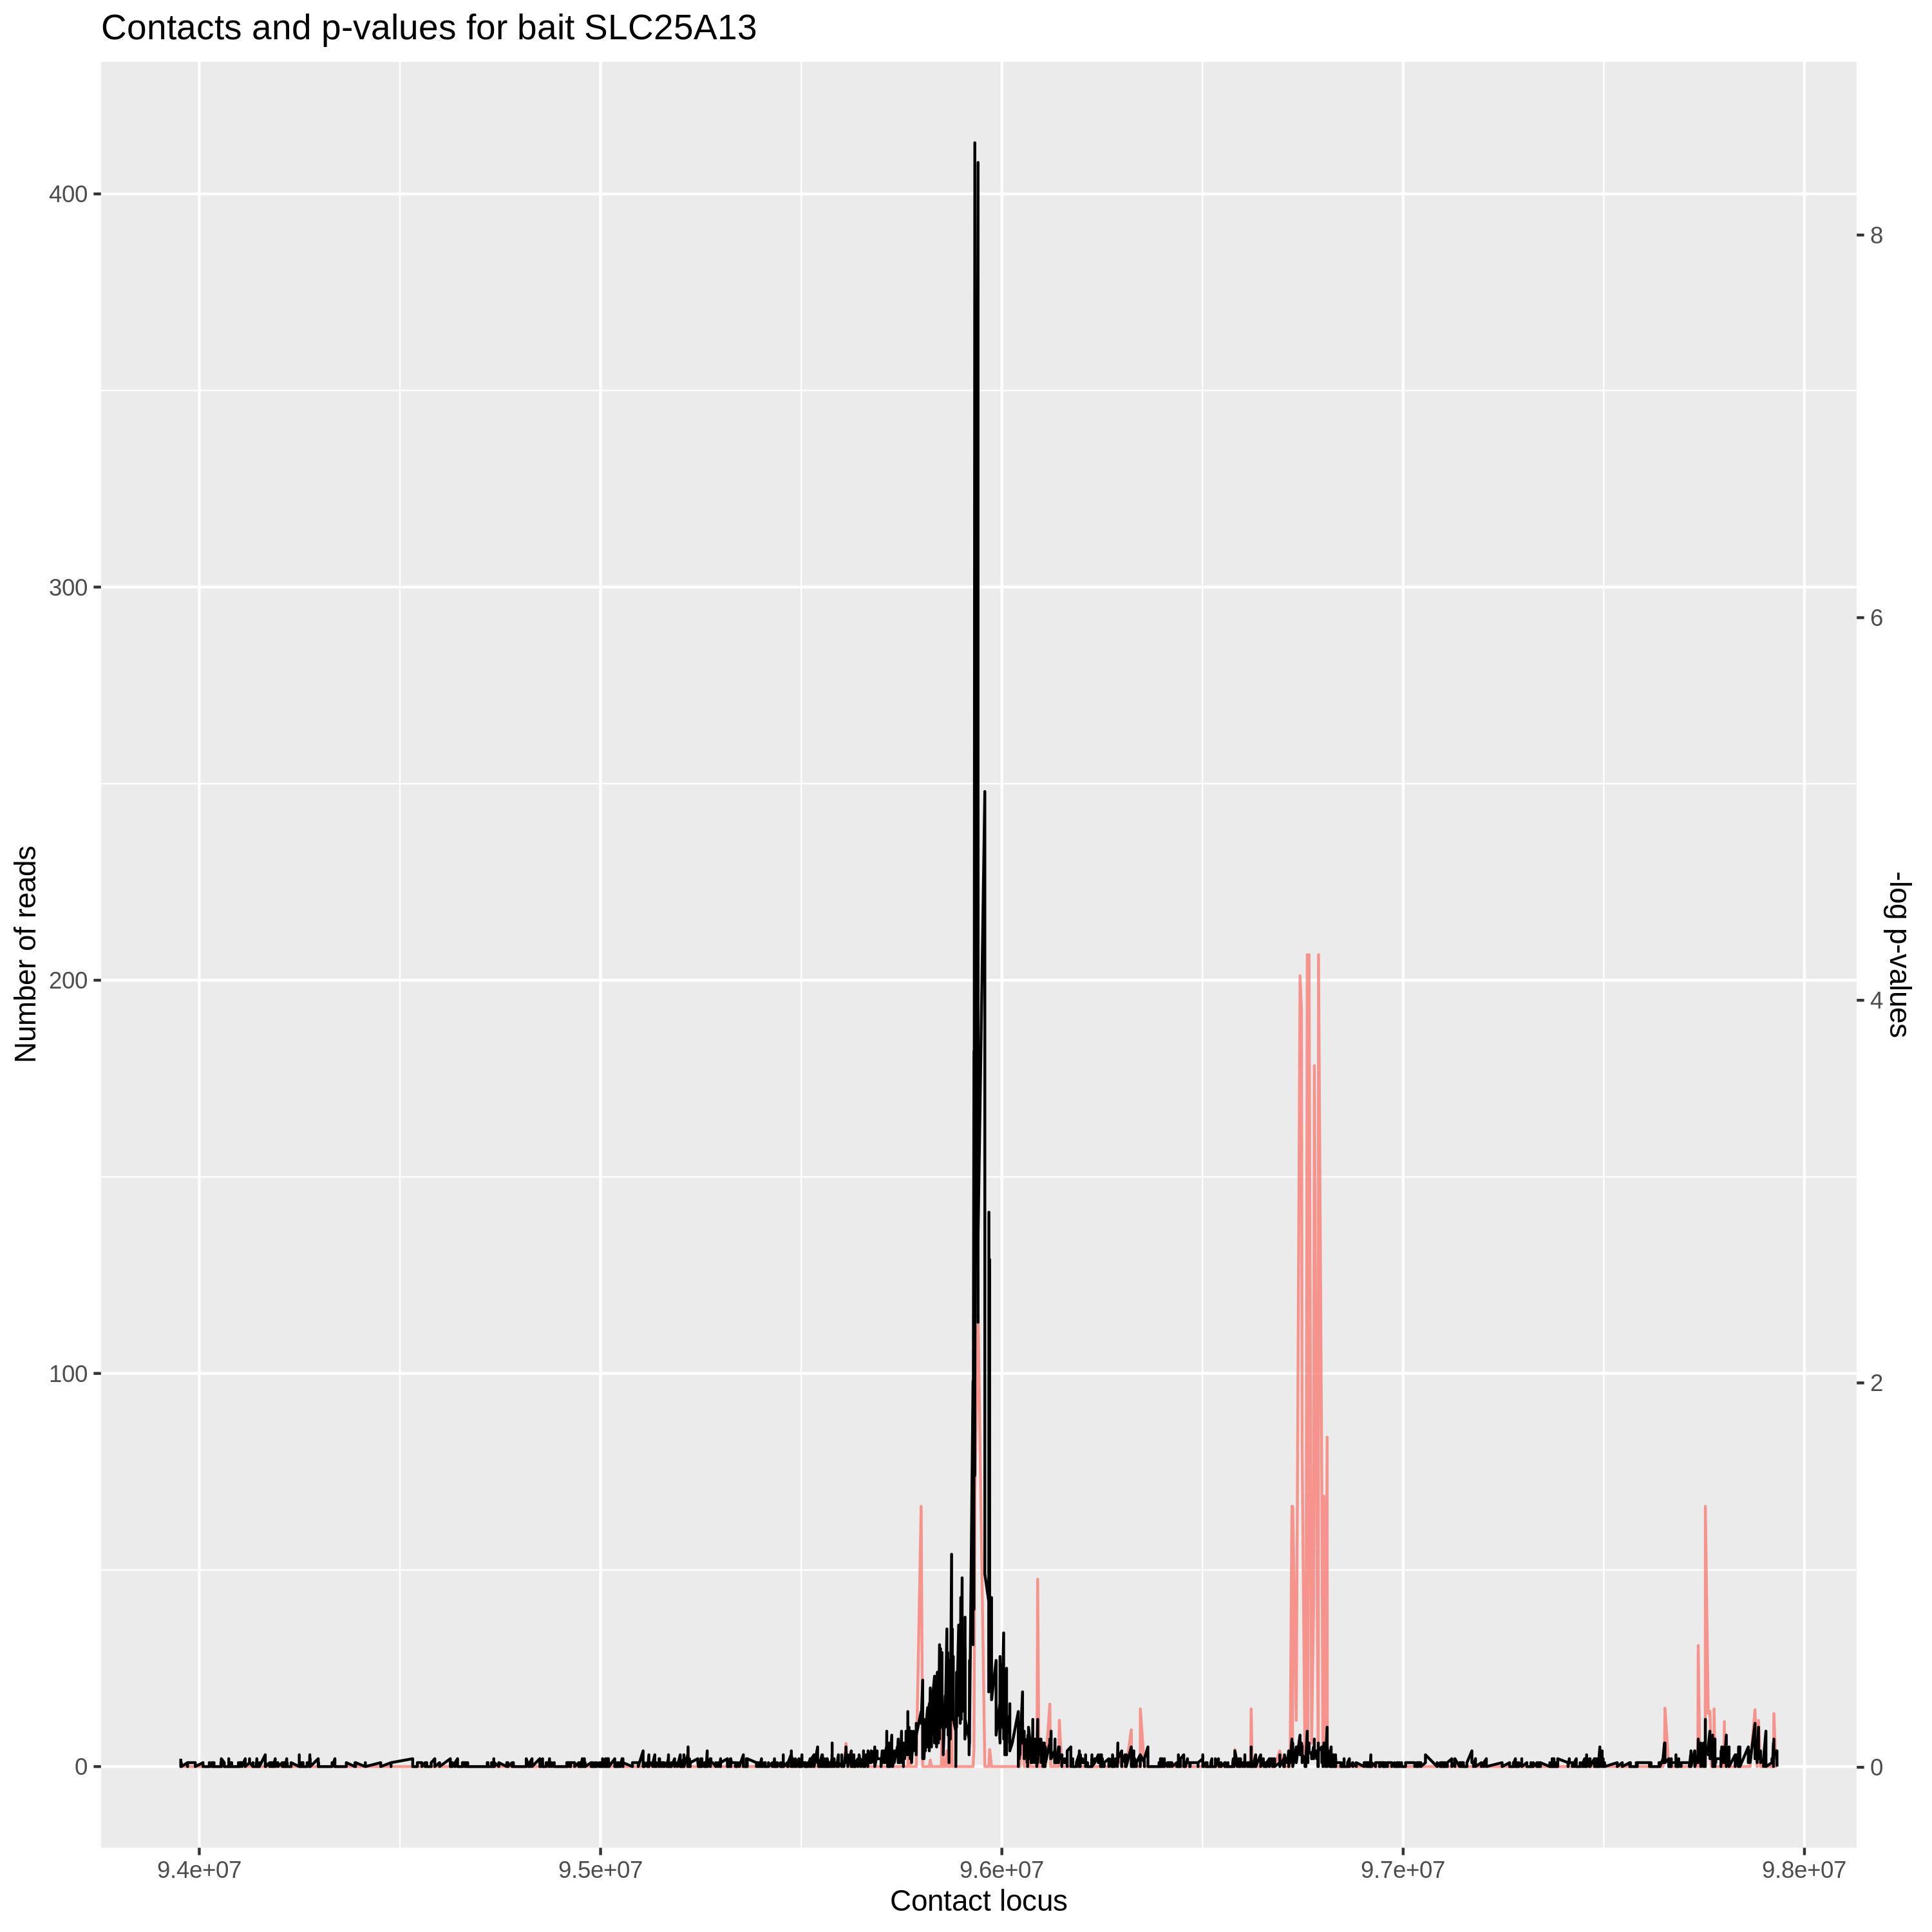 Contacts and p-values for bait SLC25A13
Number of reads
400
300
200
100
0
8
6
4
2
0
-log p-values
9.4e+07 9.5e+07 9.6e+07 9.7e+07 9.8e+07
Contact locus